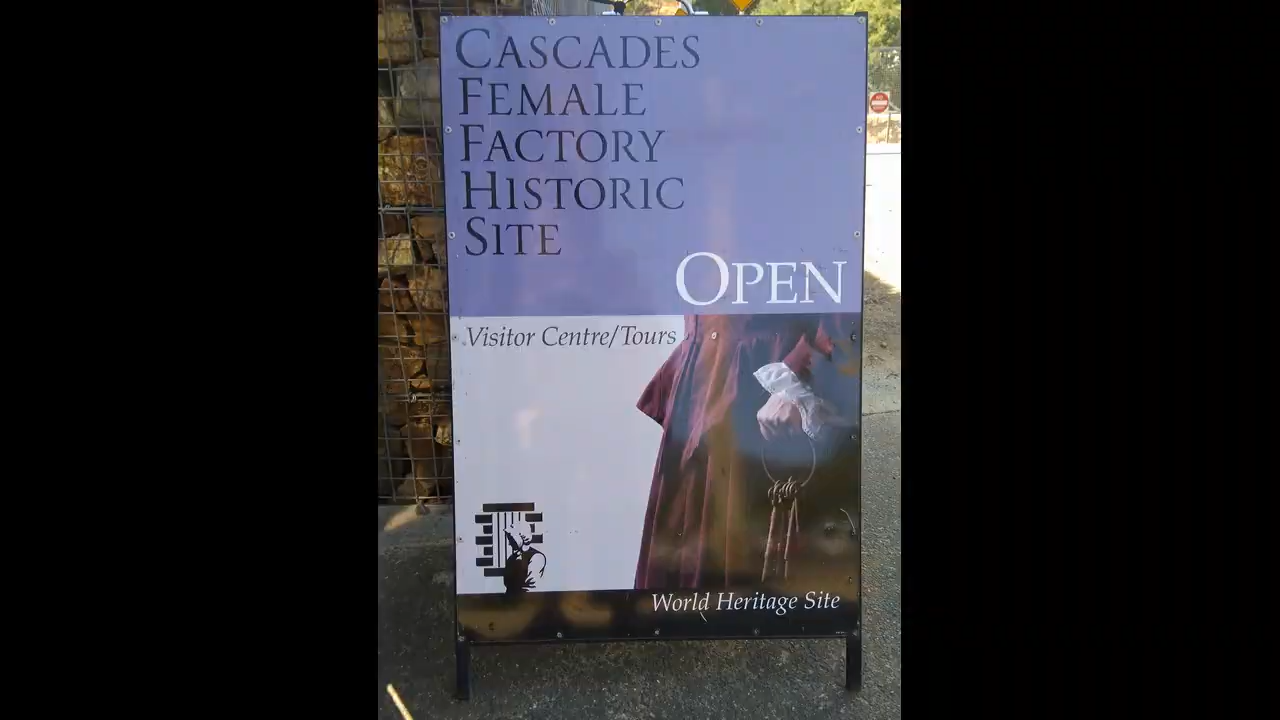 CASCADES
FEMALE
FACTORY
HISTORIC
SITE
OPEN
Visitor Centre/Tours
World Heritage Site